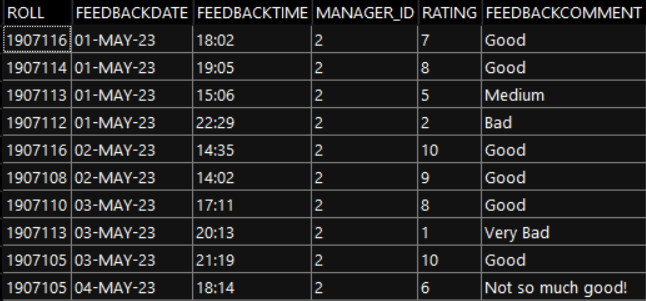 ROLL FEEDBACKDATE FEEDBACKTIME MANAGER_ID RATING FEEDBACKCOMMENT
1907116 01-MAY-23 18:02 2 7 Good
1907114 01-MAY-23 19:05 2 8 Good
1907113 01-MAY-23 15:06 2 5 Medium
1907112 01-MAY-23 22:29 2 2 Bad
1907116 02-MAY-23 14:35 2 10 Good
1907108 02-MAY-23 14:02 2 9 Good
1907110 03-MAY-23 17:11 2 8 Good
1907113 03-MAY-23 20:13 2 1 Very Bad
1907105 03-MAY-23 21:19 2 10 Good
1907105 04-MAY-23 18:14 2 6 Not so much good!